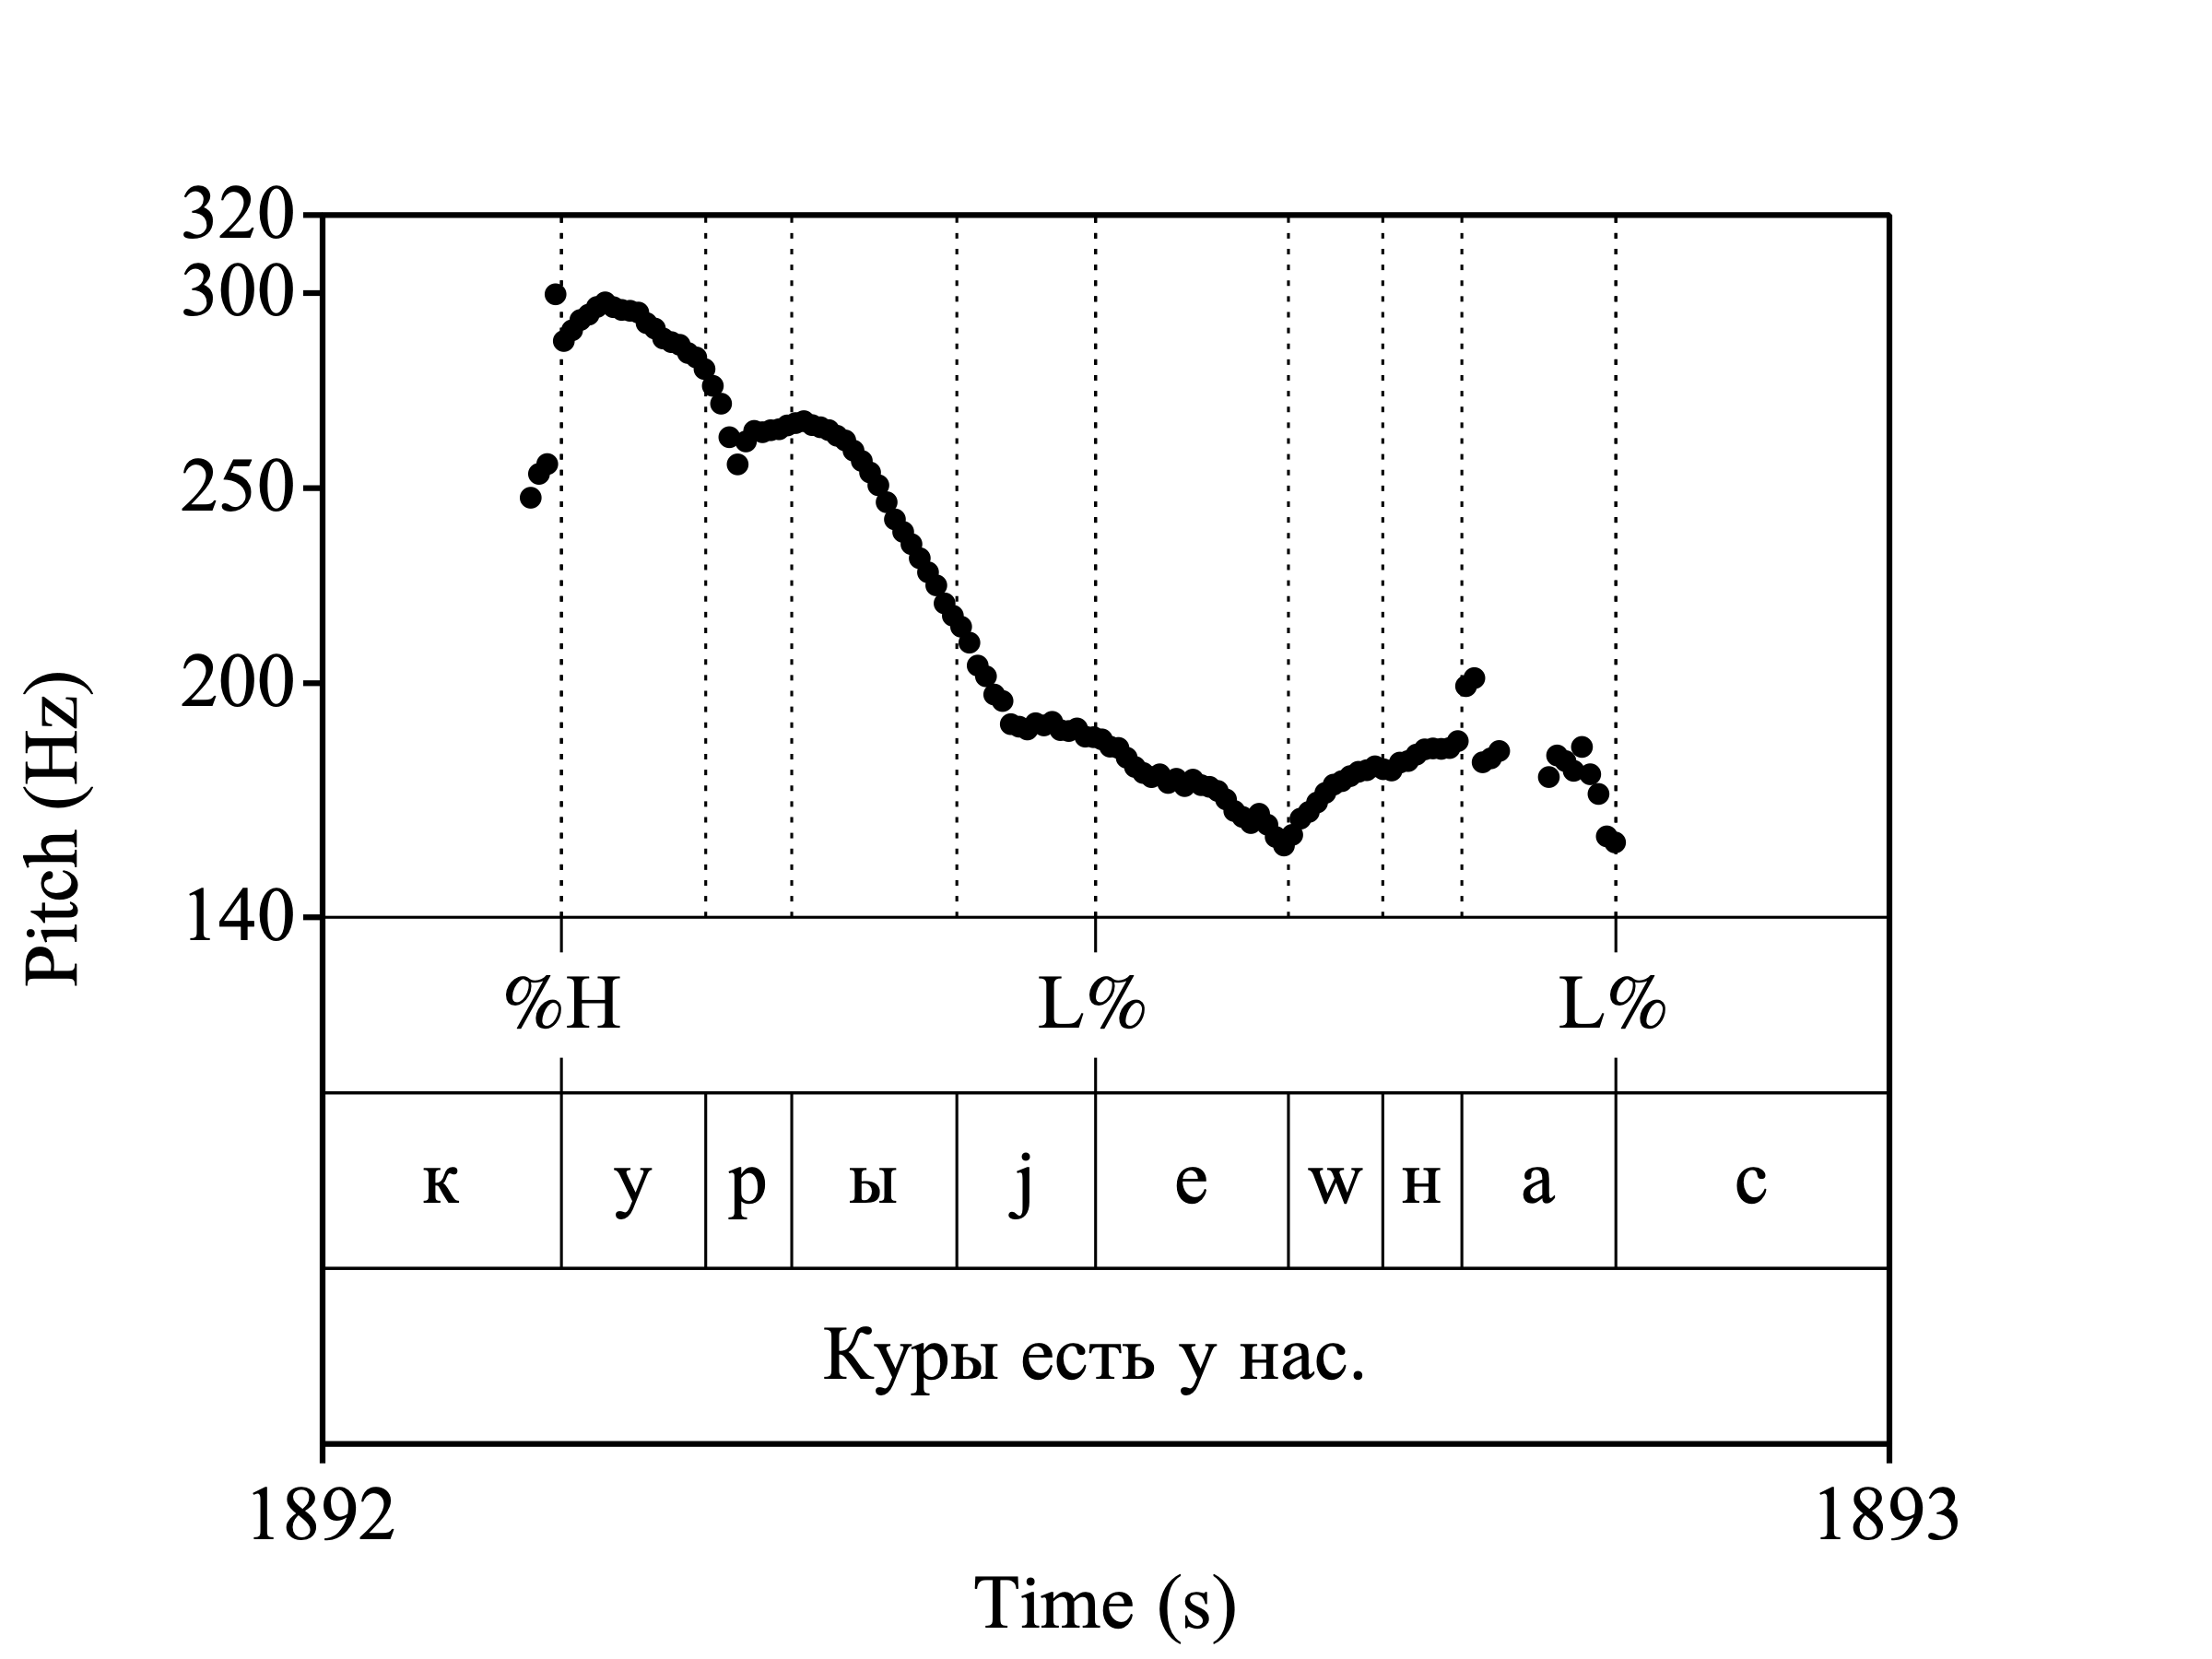 320
300
250
200
140
Pitch (Hz)
%H L% L%
к у р ы j е w н а с
Куры есть у нас.
1892 1893
Time (s)